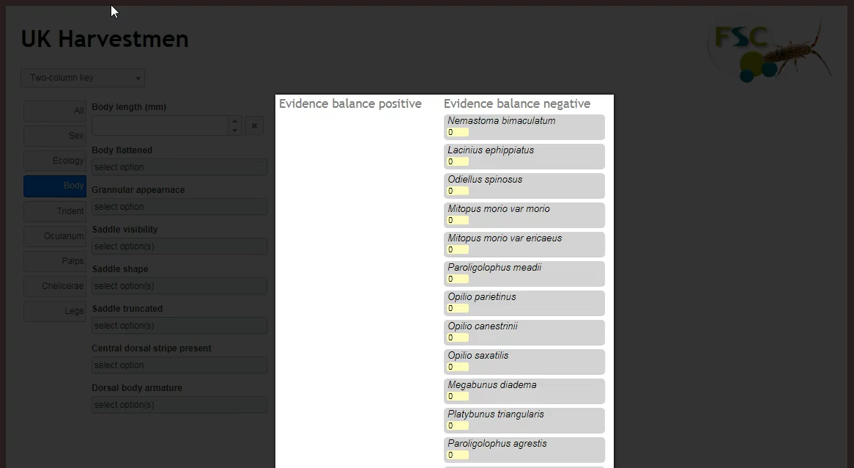 UK Harvestmen
FSC
Two-column key
All
Sex
Ecology
Body
Trident
Ocularium
Palps
Chelicerae
Legs
Body length (mm)
Body flattened
select option
Grannular appearnace
select option
Saddle visibility
select option(s)
Saddle shape
select option(s)
Saddle truncated
select option(s)
Central dorsal stripe present
select option
Dorsal body armature
select option(s)
Evidence balance positive
Evidence balance negative
Nemastoma bimaculatum
0
Lacinius ephippiatus
0
Odiellus spinosus
0
Mitopus morio var morio
0
Mitopus morio var ericaeus
0
Paroligolophus meadii
0
Opilio parietinus
0
Opilio canestrinii
0
Opilio saxatilis
0
Megabunus diadema
0
Platybunus triangularis
0
Paroligolophus agrestis
0